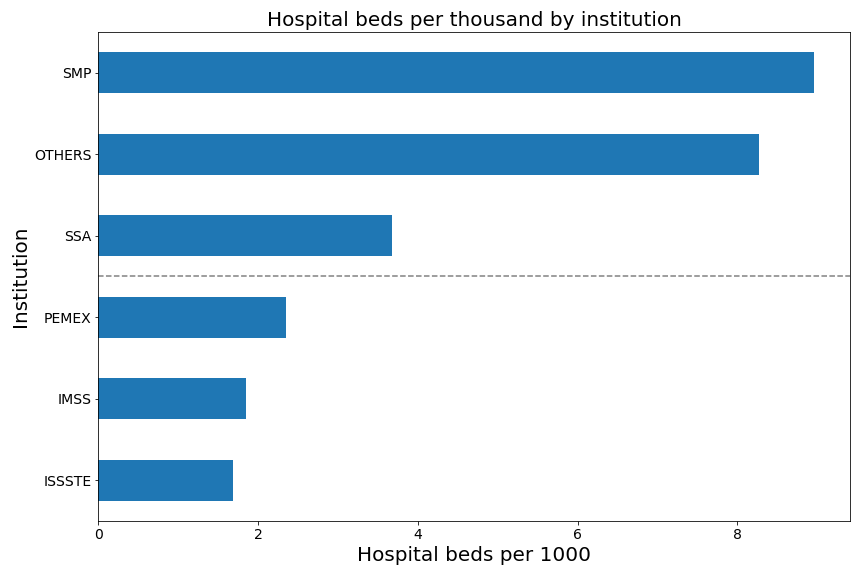 Hospital beds per thousand by institution
SMP
OTHERS
SSA
PEMEX
IMSS
ISSSTE
Institution
0 2 4 6 8
Hospital beds per 1000